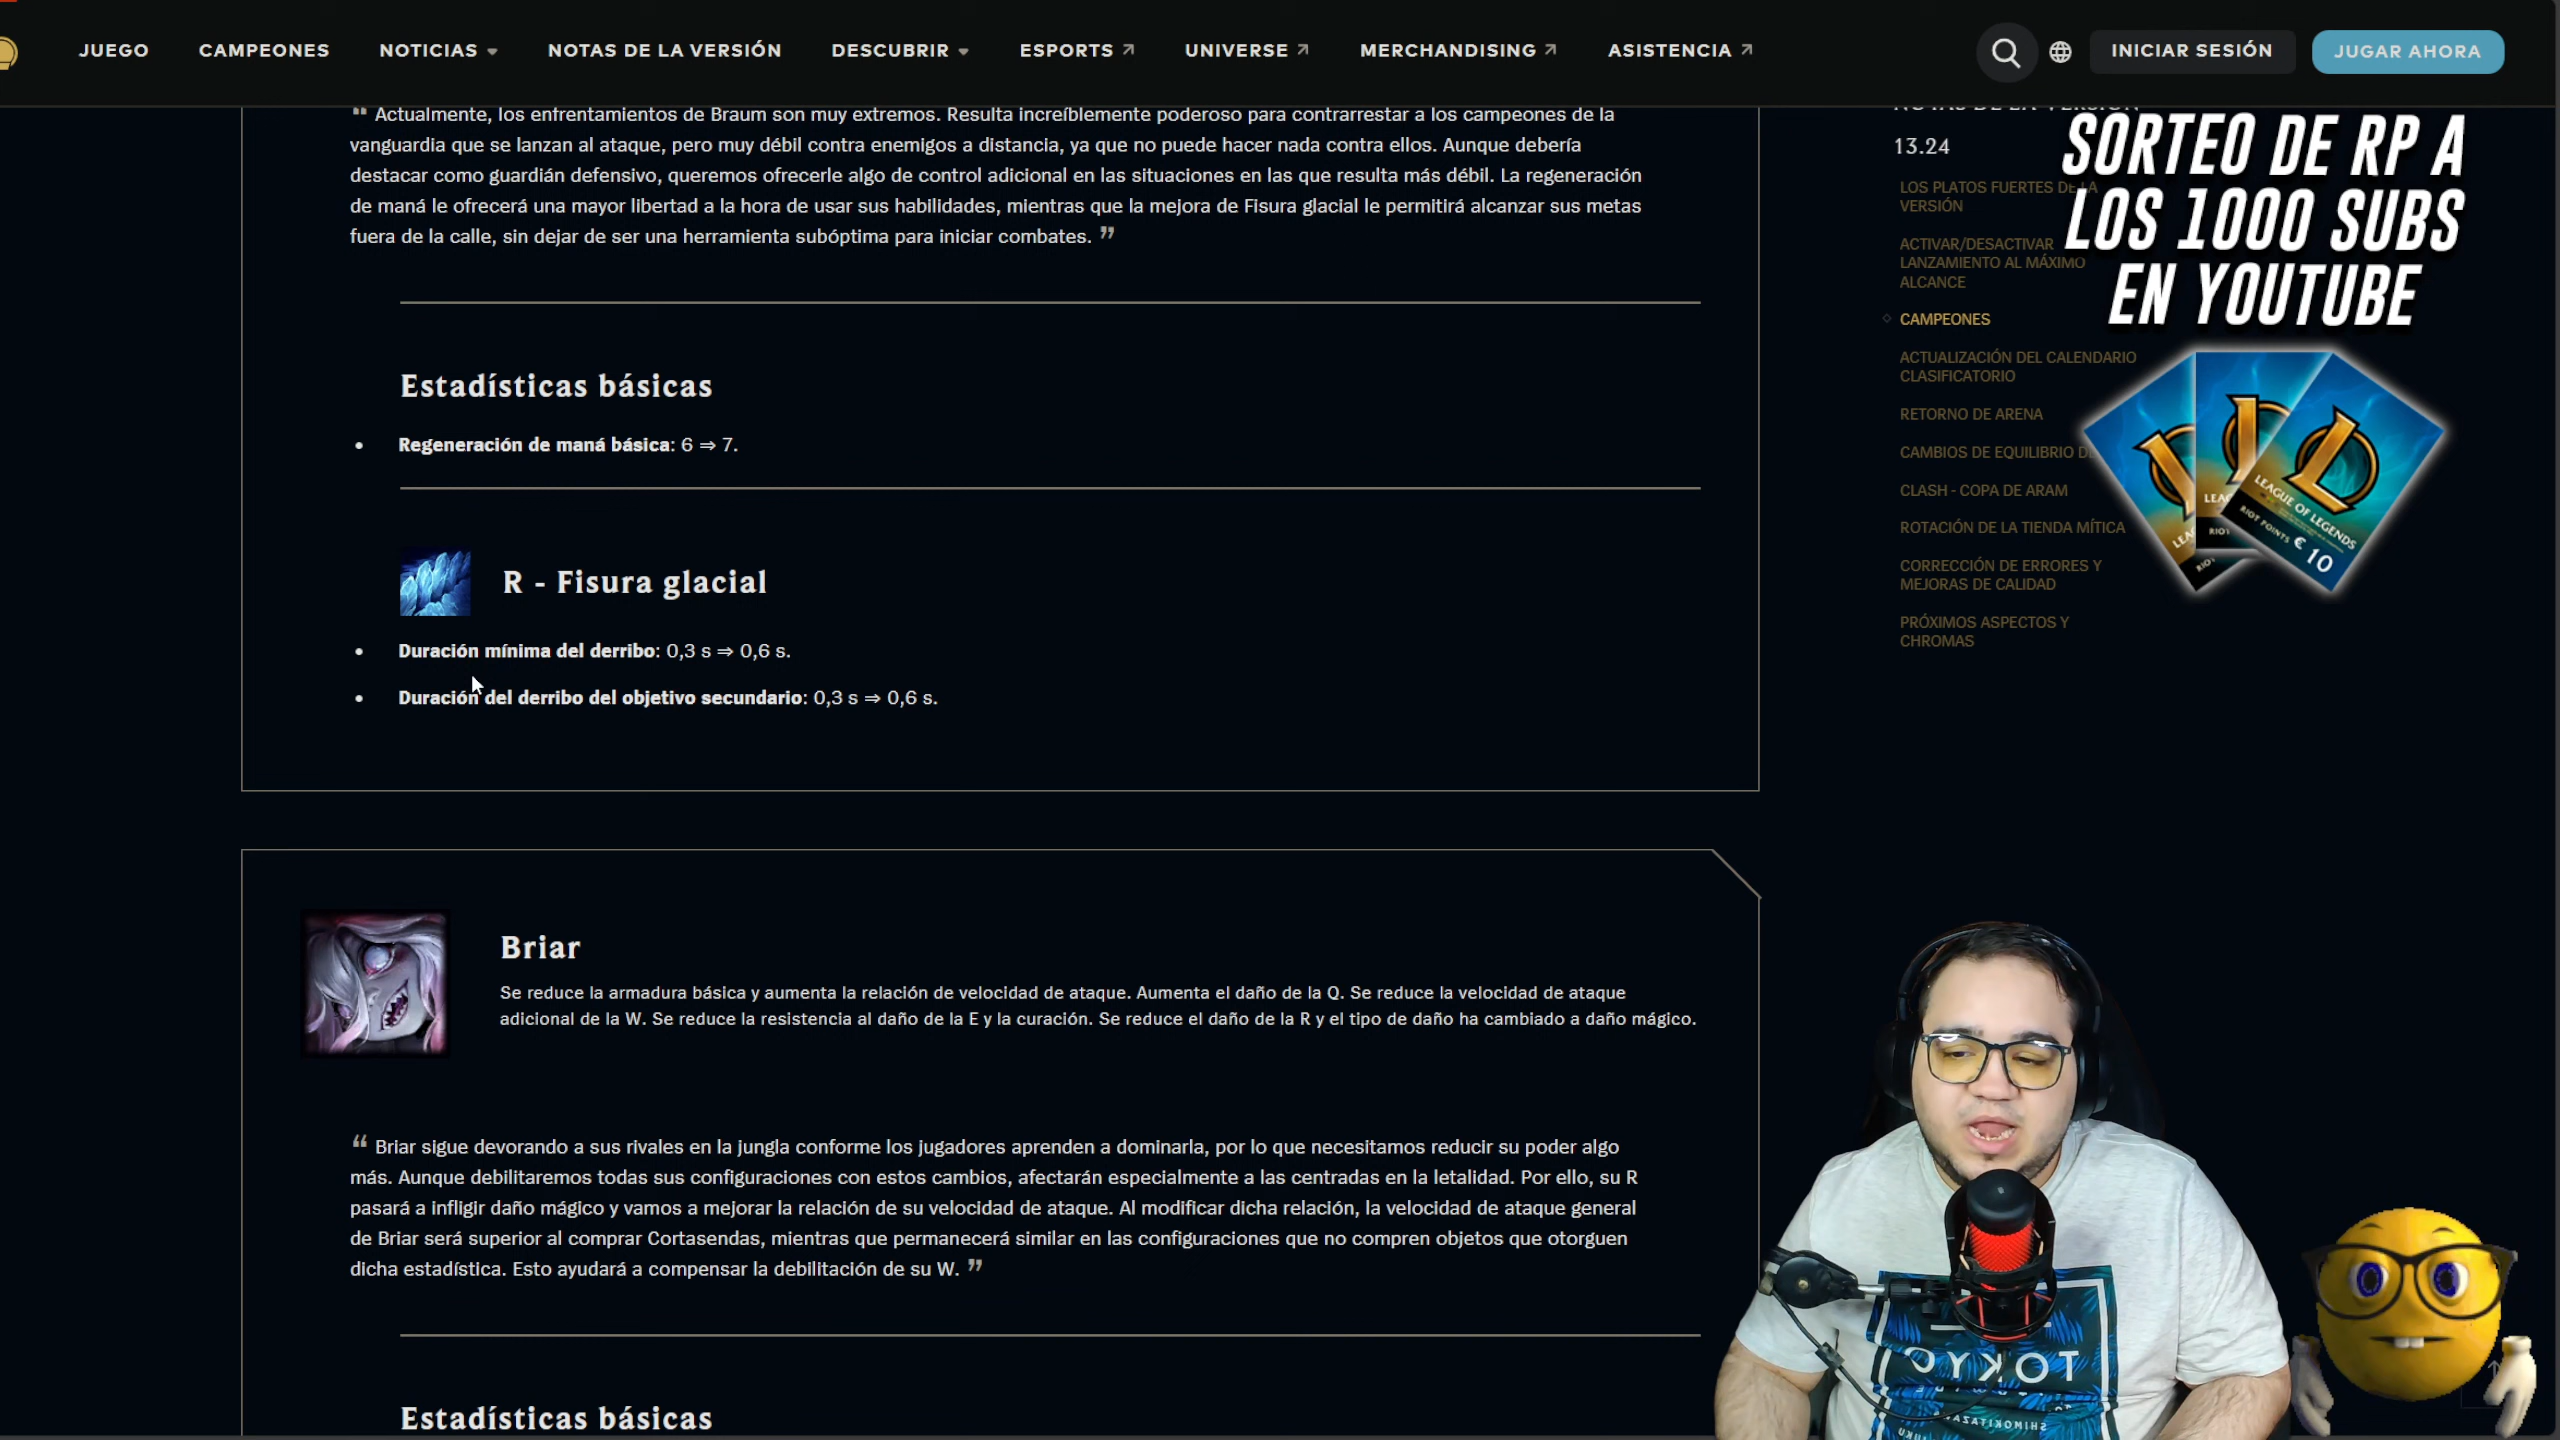 JUEGO
CAMPEONES
NOTICIAS
NOTAS DE LA VERSIÓN
DESCUBRIR
ESPORTS
UNIVERSE
MERCHANDISING
ASISTENCIA
INICIAR SESIÓN
JUGAR AHORA
“ Actualmente, los enfrentamientos de Braum son muy extremos. Resulta increíblemente poderoso para contrarrestar a los campeones de la
vanguardia que se lanzan al ataque, pero muy débil contra enemigos a distancia, ya que no puede hacer nada contra ellos. Aunque debería
destacar como guardián defensivo, queremos ofrecerle algo de control adicional en las situaciones en las que resulta más débil. La regeneración
de maná le ofrecerá una mayor libertad a la hora de usar sus habilidades, mientras que la mejora de Fisura glacial le permitirá alcanzar sus metas
fuera de la calle, sin dejar de ser una herramienta subóptima para iniciar combates. ”
Estadísticas básicas
• Regeneración de maná básica: 6 ⇒ 7.
R - Fisura glacial
• Duración mínima del derribo: 0,3 s ⇒ 0,6 s.
• Duración del derribo del objetivo secundario: 0,3 s ⇒ 0,6 s.
Briar
Se reduce la armadura básica y aumenta la relación de velocidad de ataque. Aumenta el daño de la Q. Se reduce la velocidad de ataque
adicional de la W. Se reduce la resistencia al daño de la E y la curación. Se reduce el daño de la R y el tipo de daño ha cambiado a daño mágico.
“ Briar sigue devorando a sus rivales en la jungla conforme los jugadores aprenden a dominarla, por lo que necesitamos reducir su poder algo
más. Aunque debilitaremos todas sus configuraciones con estos cambios, afectarán especialmente a las centradas en la letalidad. Por ello, su R
pasará a infligir daño mágico y vamos a mejorar la relación de su velocidad de ataque. Al modificar dicha relación, la velocidad de ataque general
de Briar será superior al comprar Cortasendas, mientras que permanecerá similar en las configuraciones que no compren objetos que otorguen
dicha estadística. Esto ayudará a compensar la debilitación de su W. ”
Estadísticas básicas
NOTAS DE LA VERSIÓN
13.24
LOS PLATOS FUERTES DE LA
VERSIÓN
ACTIVAR/DESACTIVAR
LANZAMIENTO AL MÁXIMO
ALCANCE
CAMPEONES
ACTUALIZACIÓN DEL CALENDARIO
CLASIFICATORIO
RETORNO DE ARENA
CAMBIOS DE EQUILIBRIO
CLASH - COPA DE ARAM
ROTACIÓN DE LA TIENDA MÍTICA
CORRECCIÓN DE ERRORES Y
MEJORAS DE CALIDAD
PRÓXIMOS ASPECTOS Y
CHROMAS
SORTEO DE RP A
LOS 1000 SUBS
EN YOUTUBE
LEAGUE OF LEGENDS
RIOT POINTS € 10
TOKYO